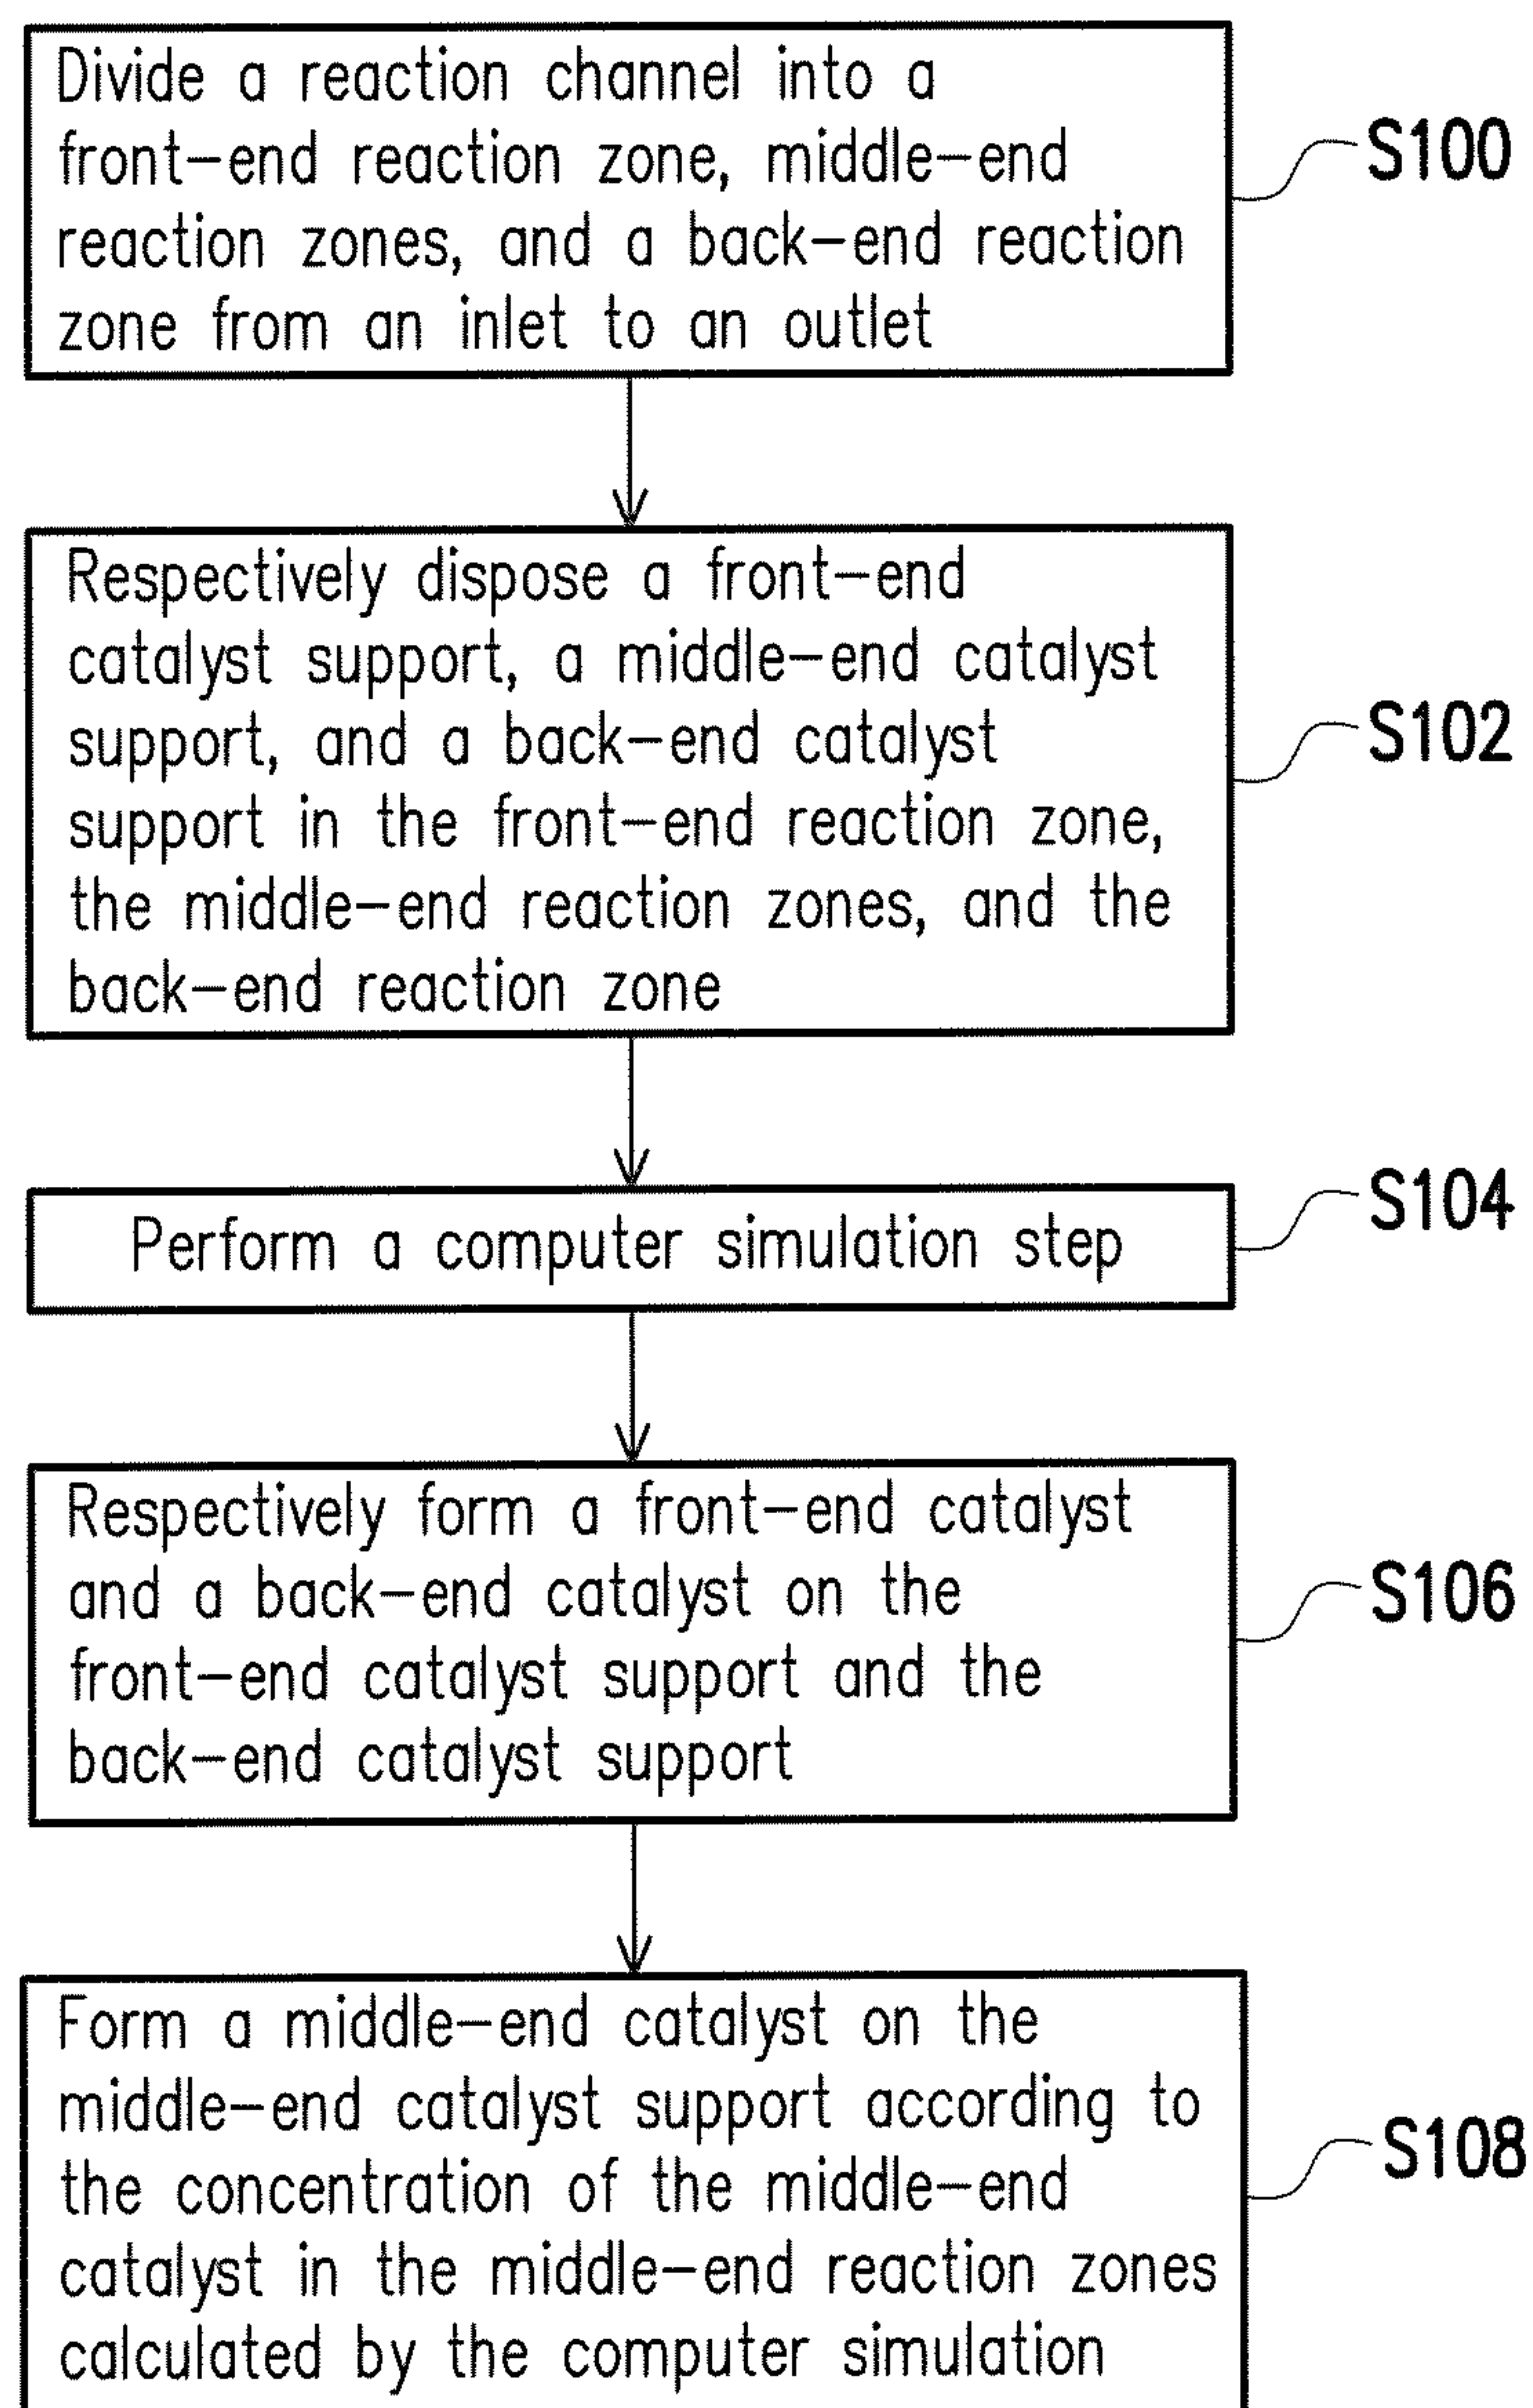 Divide a reaction channel into a
front-end reaction zone, middle-end
reaction zones, and a back-end reaction
zone from an inlet to an outlet
S100
Respectively dispose a front-end
catalyst support, a middle-end catalyst
support, and a back-end catalyst
support in the front-end reaction zone,
the middle-end reaction zones, and the
back-end reaction zone
S102
Perform a computer simulation step
S104
Respectively form a front-end catalyst
and a back-end catalyst on the
front-end catalyst support and the
back-end catalyst support
S106
Form a middle-end catalyst on the
middle-end catalyst support according to
the concentration of the middle-end
catalyst in the middle-end reaction zones
calculated by the computer simulation
S108